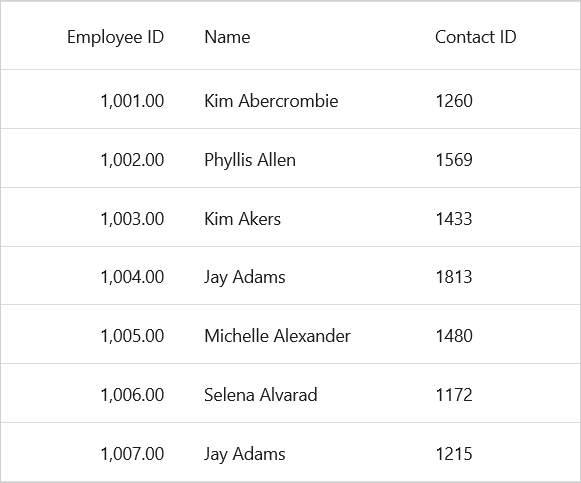 Employee ID Name Contact ID
1,001.00 Kim Abercrombie 1260
1,002.00 Phyllis Allen 1569
1,003.00 Kim Akers 1433
1,004.00 Jay Adams 1813
1,005.00 Michelle Alexander 1480
1,006.00 Selena Alvarad 1172
1,007.00 Jay Adams 1215